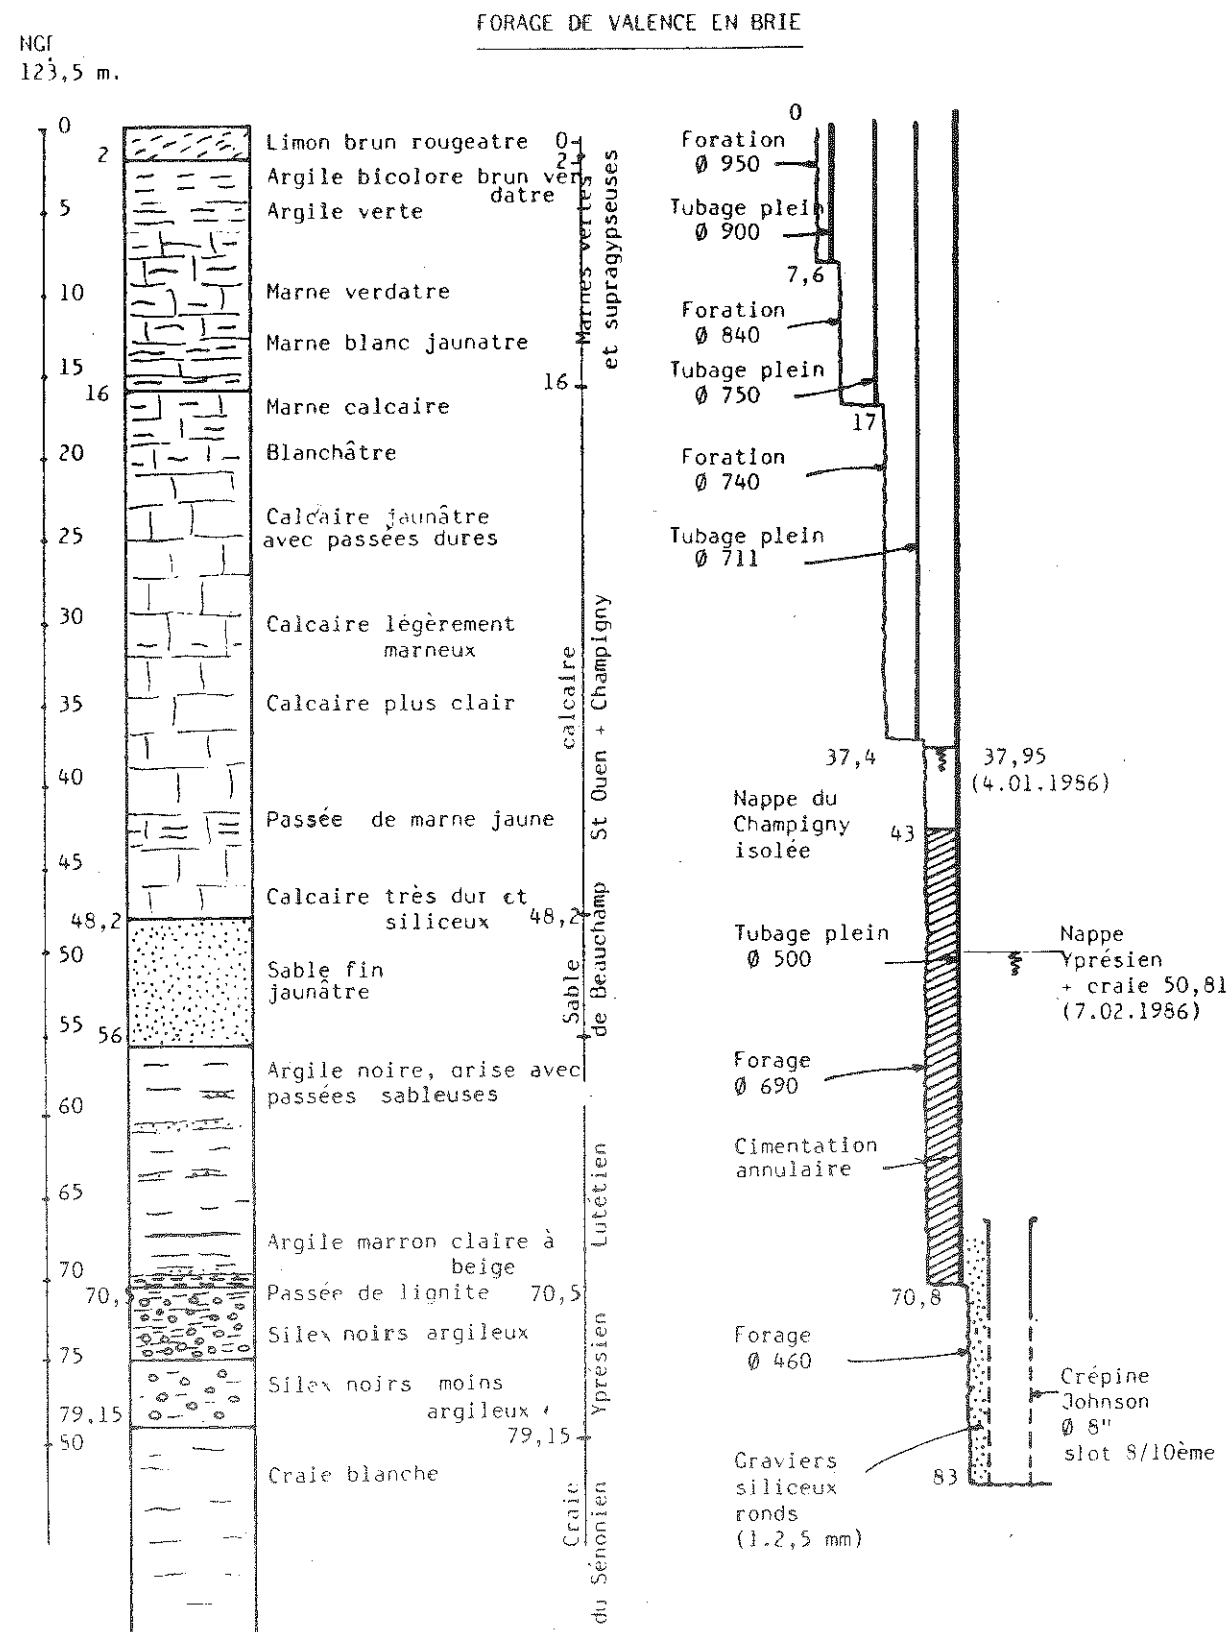 FORAGE DE VALENCE EN BRIE
NGF
123,5 m.
0
2
5
10
15
16
20
25
30
35
40
45
48,2
50
55
56
60
65
70
70,
75
79,15
80
Limon brun rougeatre
Argile bicolore brun ver
datre
Argile verte
Marne verdatre
Marne blanc jaunatre
Marne calcaire
Blanchâtre
Calcaire jaunâtre
avec passées dures
Calcaire légèrement
marneux
Calcaire plus clair
Passée de marne jaune
Calcaire très dur et
siliceux
Sable fin
jaunâtre
Argile noire, grise avec
passées sableuses
Argile marron claire à
beige
Passée de lignite
Silex noirs argileux
Silex noirs moins
argileux
Craie blanche
0
2
16
48,2
70,5
79,15
Marnes vertes
et supragypseuses
calcaire
St Ouen + Champigny
Sable
de Beauchamp
Lutétien
Yprésien
Craie
du Sénonien
0
Foration
Ø 950
Tubage plein
Ø 900
7,6
Foration
Ø 840
Tubage plein
Ø 750
17
Foration
Ø 740
Tubage plein
Ø 711
37,4
37,95
(4.01.1986)
Nappe du
Champigny
isolée
43
Tubage plein
Ø 500
Nappe
Yprésien
+ craie 50,81
(7.02.1986)
Forage
Ø 690
Cimentation
annulaire
70,8
Forage
Ø 460
Crépine
Johnson
Ø 8"
slot 8/10ème
Graviers
siliceux
ronds
(1.2,5 mm)
83